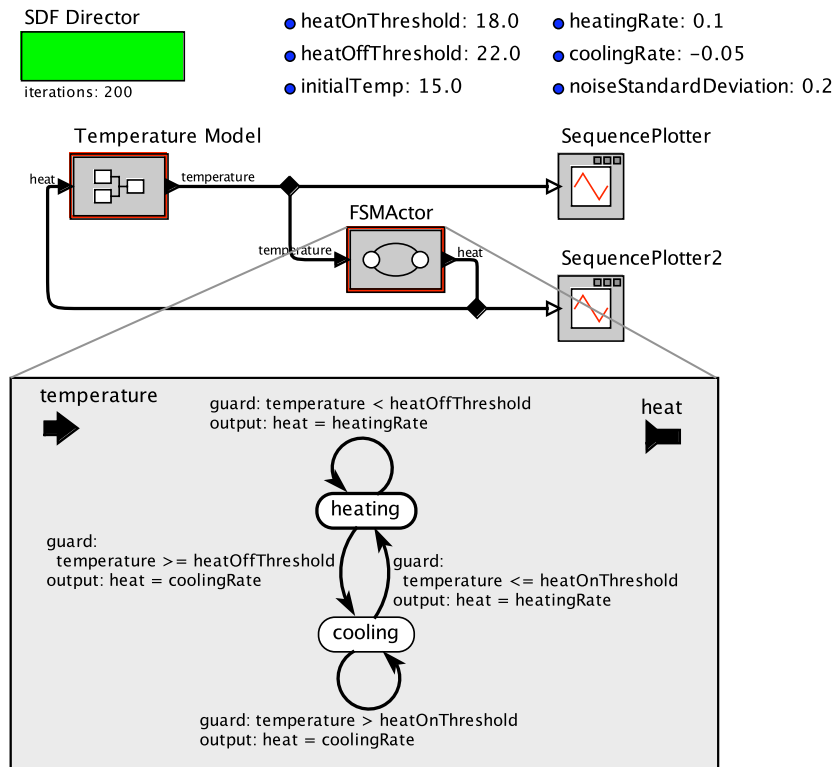 SDF Director
iterations: 200
heatOnThreshold: 18.0
heatOffThreshold: 22.0
initialTemp: 15.0
heatingRate: 0.1
coolingRate: -0.05
noiseStandardDeviation: 0.2
Temperature Model
heat
temperature
SequencePlotter
FSMActor
temperature
heat
SequencePlotter2
temperature
heat
guard: temperature < heatOffThreshold
output: heat = heatingRate
heating
guard:
temperature >= heatOffThreshold
output: heat = coolingRate
guard:
temperature <= heatOnThreshold
output: heat = heatingRate
cooling
guard: temperature > heatOnThreshold
output: heat = coolingRate